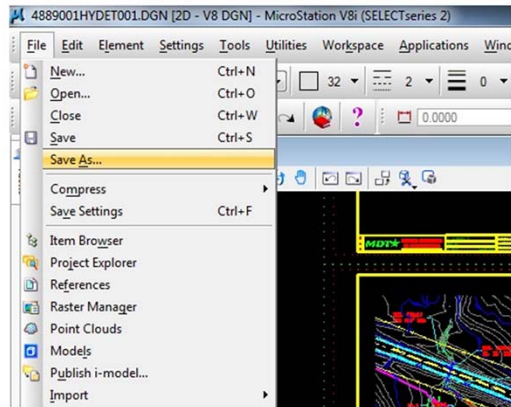 4889001HYDET001.DGN [2D - V8 DGN] - MicroStation V8i (SELECTseries 2)
File Edit Element Settings Tools Utilities Workspace Applications Wind
New... Ctrl+N
32 2 0
Open... Ctrl+O
Close Ctrl+W
? 0.0000
Save Ctrl+S
Save As...
Compress
Save Settings Ctrl+F
Item Browser
MDT
Project Explorer
References
Raster Manager
Point Clouds
Models
Publish i-model...
Import